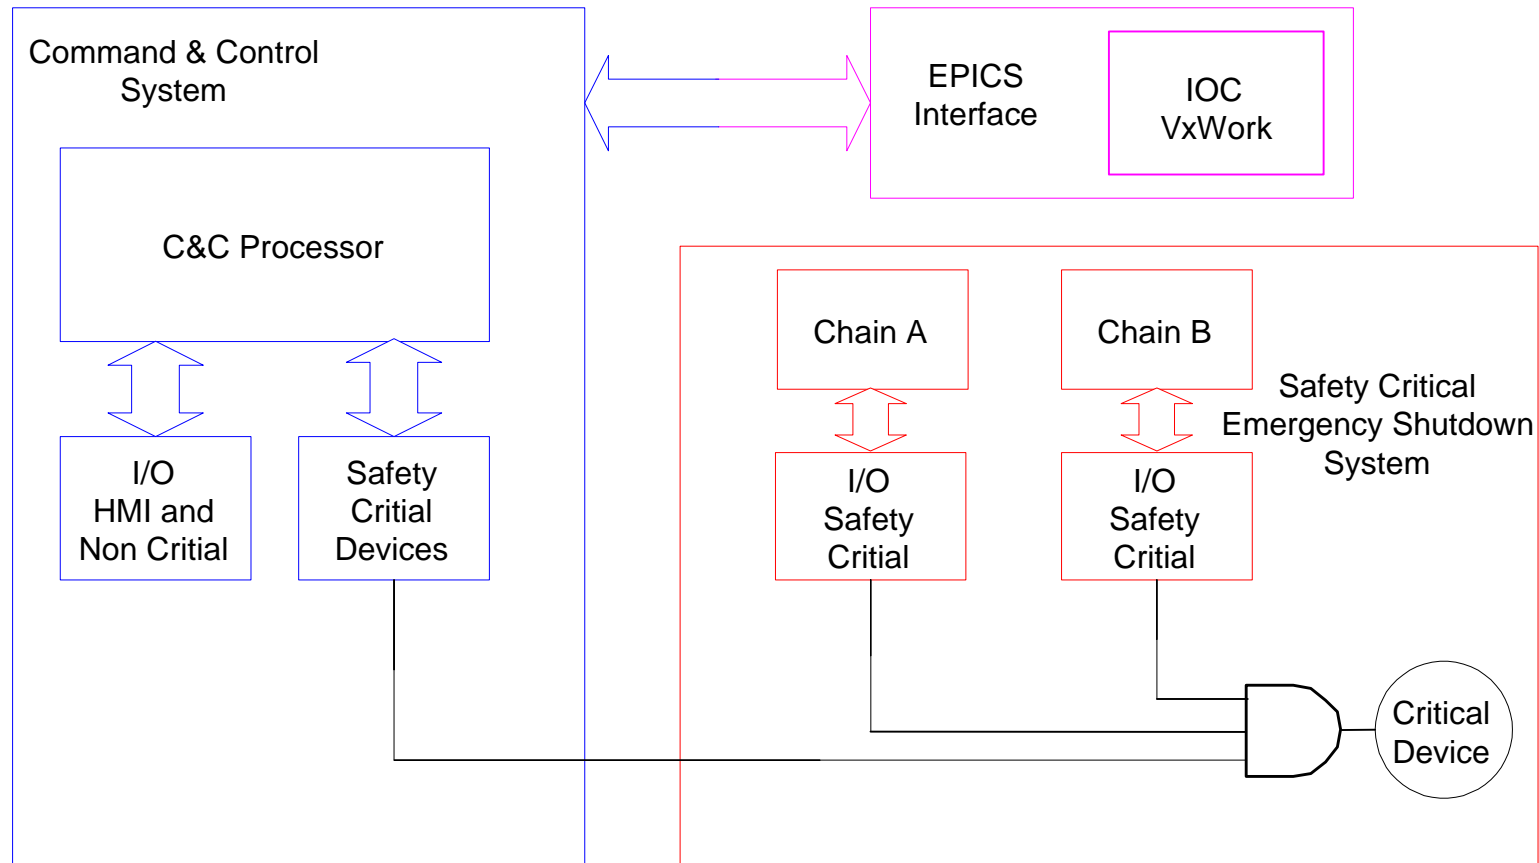 Command & Control
System
EPICS
Interface
IOC
VxWork
C&C Processor
Chain A
Chain B
Safety Critical
Emergency Shutdown
System
I/O
HMI and
Non Critial
Safety
Critial
Devices
I/O
Safety
Critial
I/O
Safety
Critial
Critical
Device